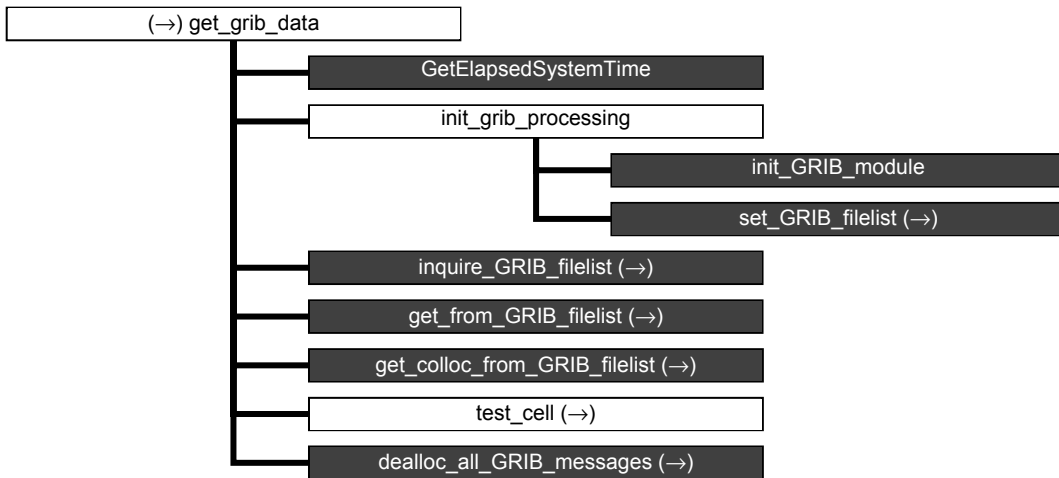 (→) get_grib_data
GetElapsedSystemTime
init_grib_processing
init_GRIB_module
set_GRIB_filelist (→)
inquire_GRIB_filelist (→)
get_from_GRIB_filelist (→)
get_colloc_from_GRIB_filelist (→)
test_cell (→)
dealloc_all_GRIB_messages (→)